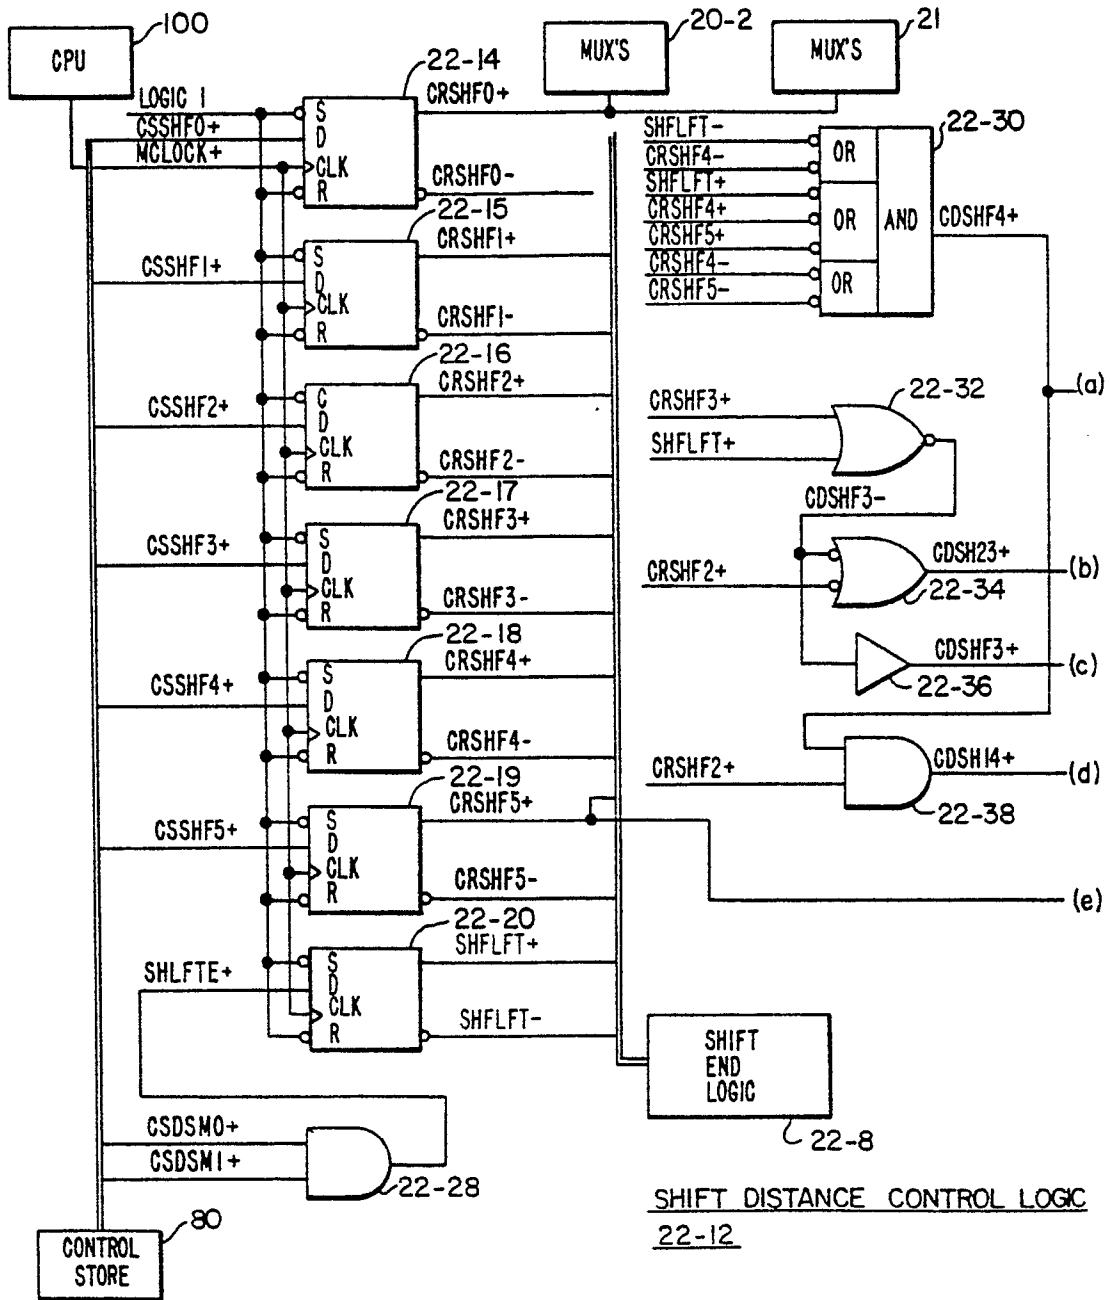 100
CPU
20-2
MUX'S
21
MUX'S
22-14
LOGIC 1
CSSHF0+
MCLOCK+
S
D
CLK
R
CRSHF0+
CRSHF0-
22-15
CSSHF1+
S
D
CLK
R
CRSHF1+
CRSHF1-
22-16
CSSHF2+
C
D
CLK
R
CRSHF2+
CRSHF2-
22-17
CSSHF3+
S
D
CLK
R
CRSHF3+
CRSHF3-
22-18
CSSHF4+
S
D
CLK
R
CRSHF4+
CRSHF4-
22-19
CSSHF5+
S
D
CLK
R
CRSHF5+
CRSHF5-
22-20
SHLFTE+
S
D
CLK
R
SHFLFT+
SHFLFT-
CSDSM0+
CSDSM1+
22-28
80
CONTROL
STORE
SHFLFT-
CRSHF4-
SHFLFT+
CRSHF4+
CRSHF5+
CRSHF4-
CRSHF5-
OR
OR
OR
AND
22-30
CDSHF4+
(a)
CRSHF3+
SHFLFT+
22-32
CDSHF3-
CRSHF2+
CDSH23+
(b)
22-34
CDSHF3+
(c)
22-36
CRSHF2+
CDSH14+
(d)
22-38
(e)
SHIFT
END
LOGIC
22-8
SHIFT DISTANCE CONTROL LOGIC
22-12